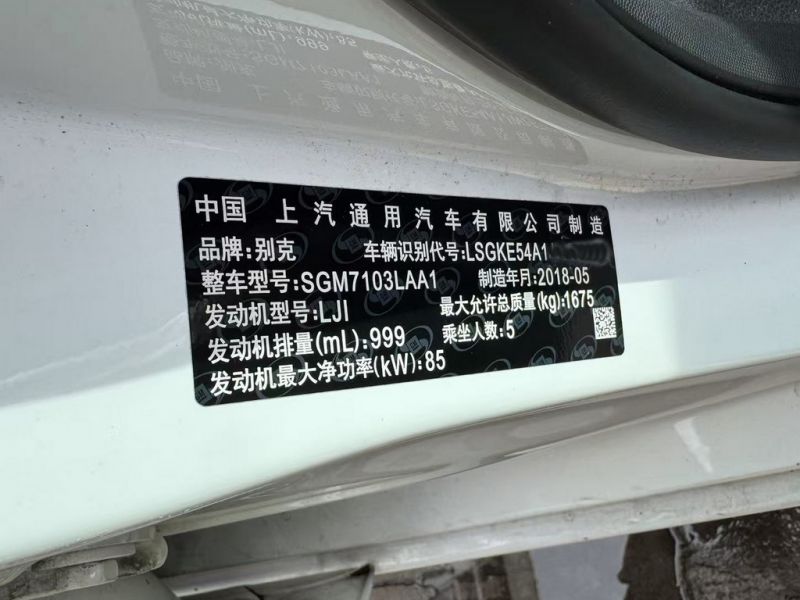 中国 上汽通用汽车有限公司制造
品牌:别克 车辆识别代号:LSGKE54A1
整车型号:SGM7103LAA1 制造年月:2018-05
发动机型号:LJI 最大允许总质量(kg):1675
发动机排量(mL):999 乘坐人数:5
发动机最大净功率(kW):85